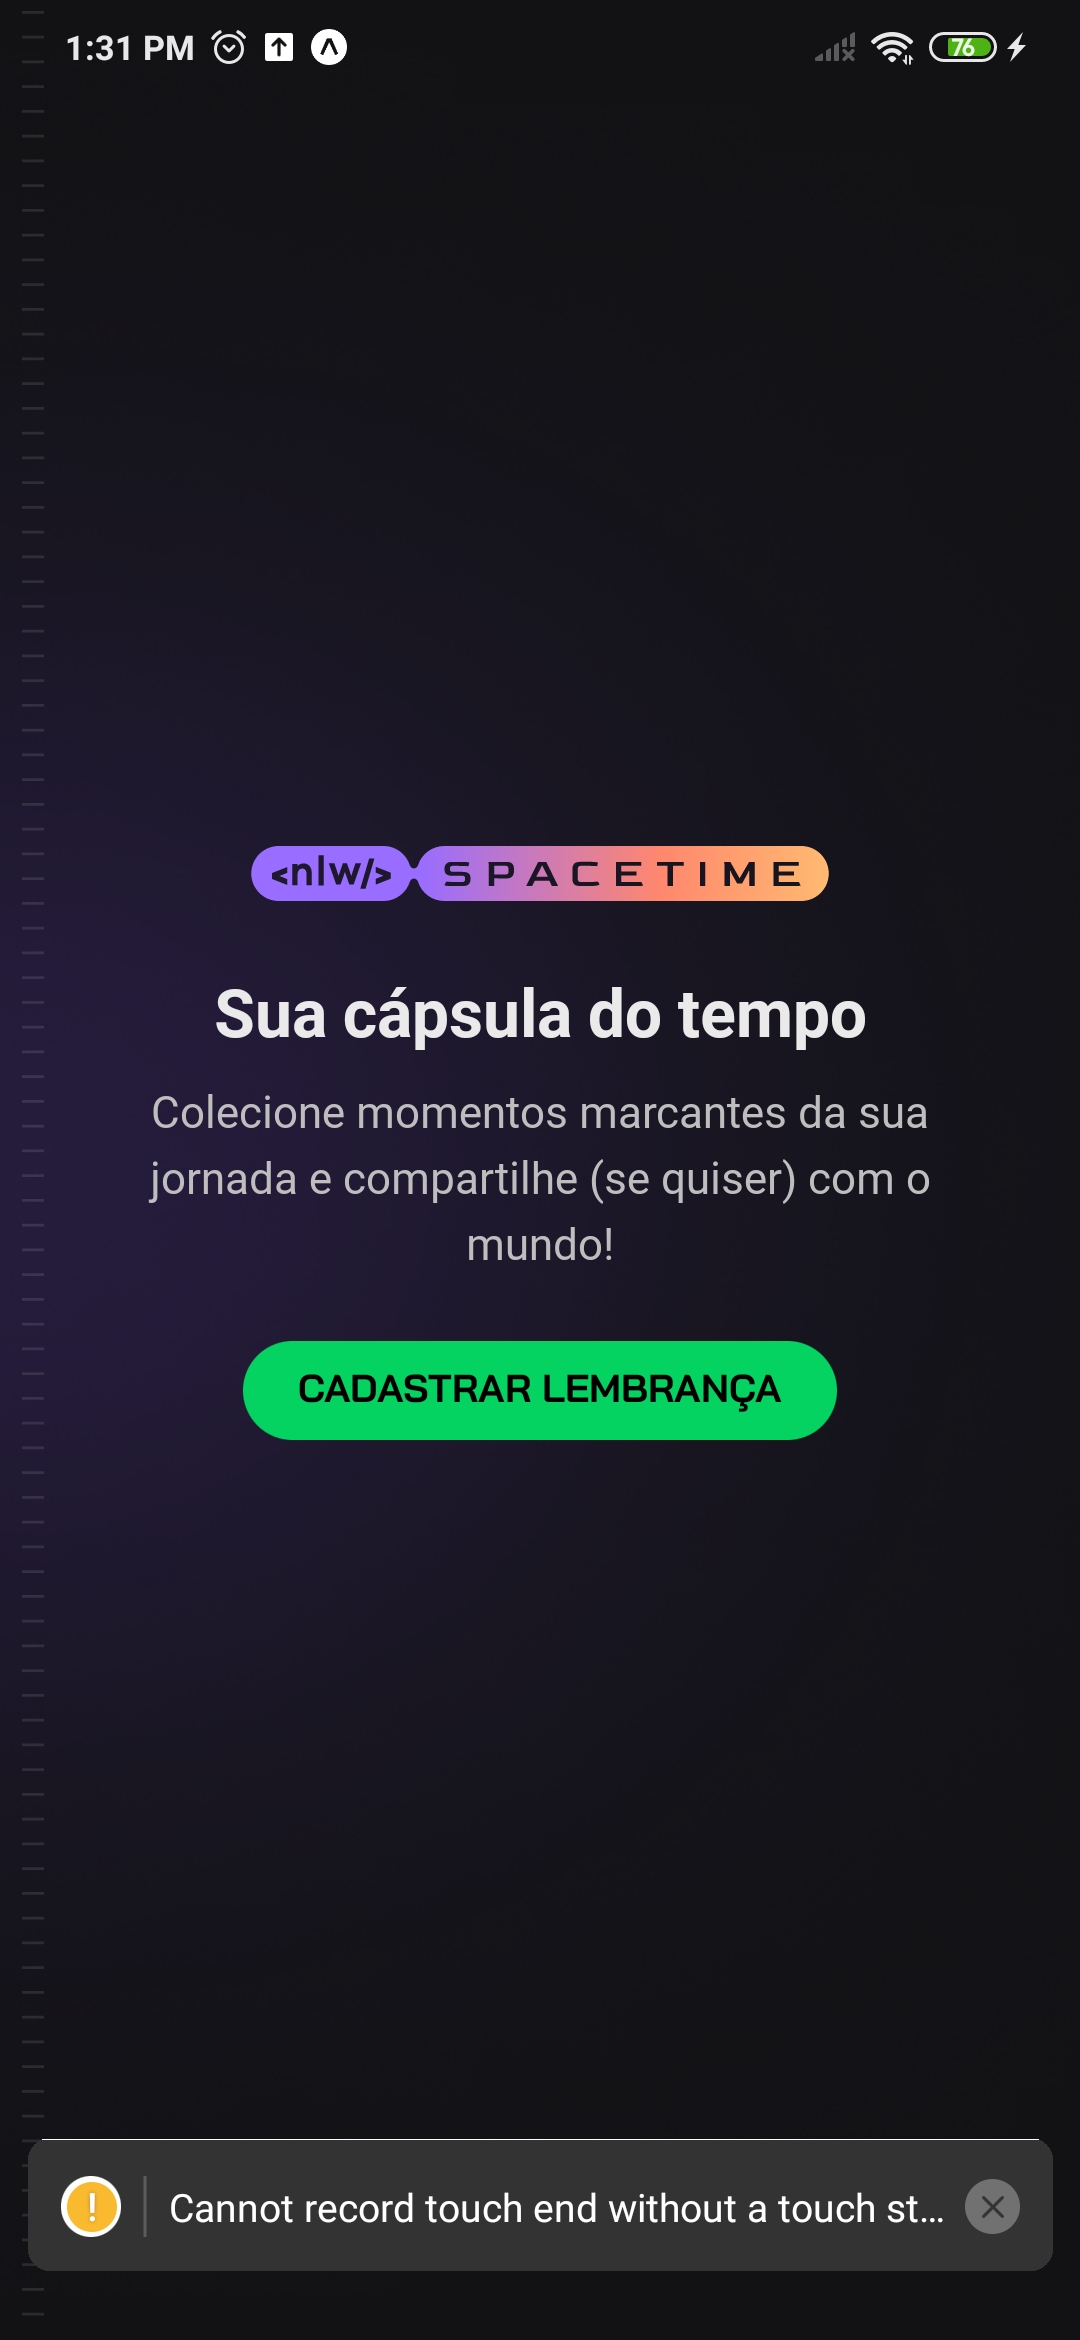 1:31 PM
76
<nlw/> SPACETIME
Sua cápsula do tempo
Colecione momentos marcantes da sua
jornada e compartilhe (se quiser) com o
mundo!
CADASTRAR LEMBRANÇA
! Cannot record touch end without a touch st...